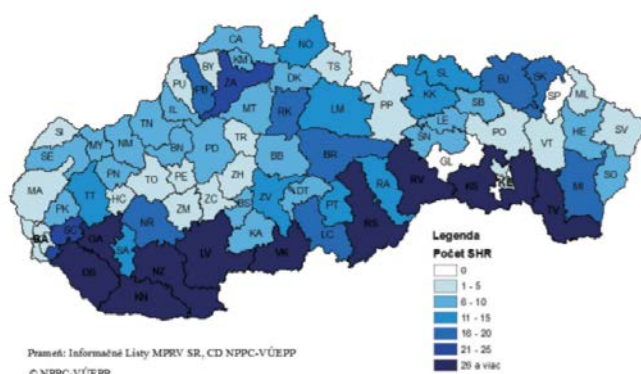 CA
NO
BY
KM
TS
PU
PB
ZA
DK
SL
BJ
SK
SP
ML
KK
SB
IL
MT
RK
LM
PP
LE
SN
PO
VT
HE
SV
SI
SE
MY
NM
TN
BN
PD
TR
BB
BR
GL
SO
MA
PN
TO
PE
ZH
HC
ZM
ZC
BS
ZV
DT
PT
RA
RV
KS
KE
MI
TV
PK
TT
NR
BA
SC
GA
SA
LV
KA
VK
LC
RS
DS
NZ
KN
Legenda
Počet SHR
0
1 - 5
6 - 10
11 - 15
16 - 20
21 - 25
26 a viac
Prameň: Informačné Listy MPRV SR, CD NPPC-VÚEPP
© NPPC-VÚEPP